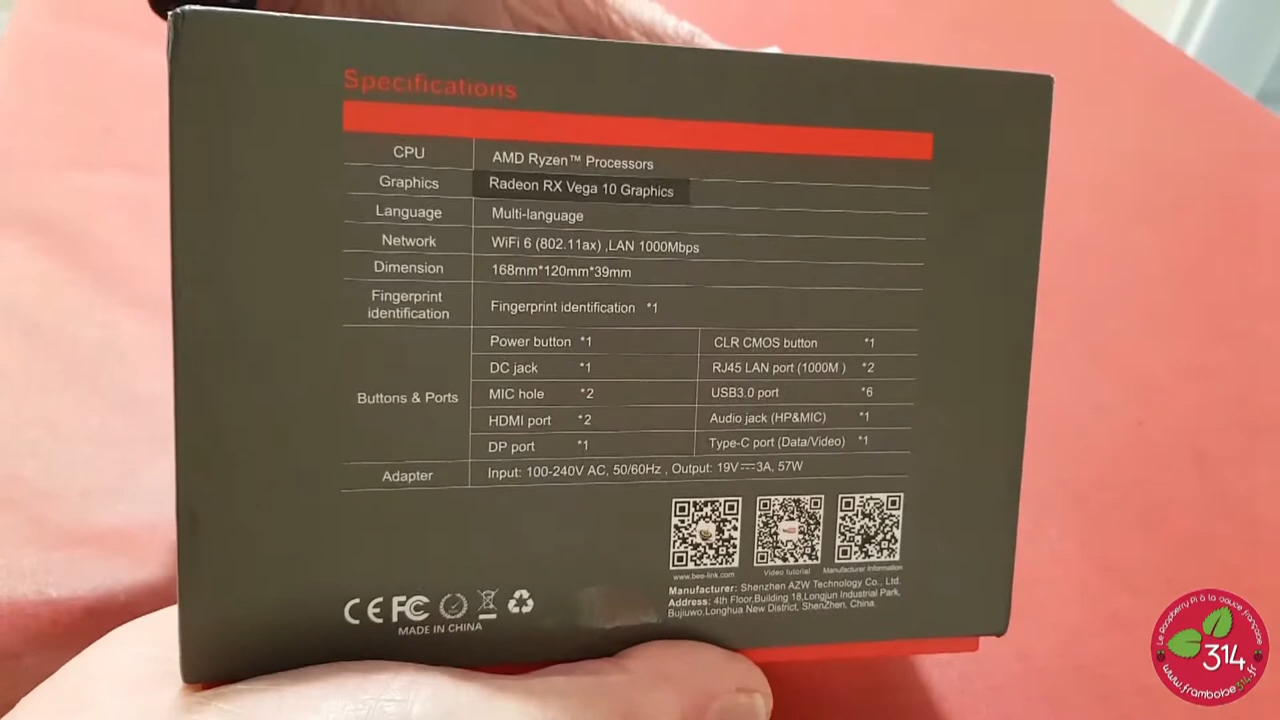 Specifications
CPU AMD Ryzen™ Processors
Graphics Radeon RX Vega 10 Graphics
Language Multi-language
Network WiFi 6 (802.11ax) ,LAN 1000Mbps
Dimension 168mm*120mm*39mm
Fingerprint
identification
Fingerprint identification *1
Buttons & Ports
Power button *1 CLR CMOS button *1
DC jack *1 RJ45 LAN port (1000M ) *2
MIC hole *2 USB3.0 port *6
HDMI port *2 Audio jack (HP&MIC) *1
DP port *1 Type-C port (Data/Video) *1
Adapter Input: 100-240V AC, 50/60Hz , Output: 19V⎓3A, 57W
www.bee-link.com Video tutorial Manufacturer Information
Manufacturer: Shenzhen AZW Technology Co., Ltd.
Address: 4th Floor,Building 18,Longjun Industrial Park,
Bujiuwo,Longhua New District, ShenZhen, China.
CE FC
MADE IN CHINA
Le Raspberry Pi à la sauce française
314
www.framboise314.fr